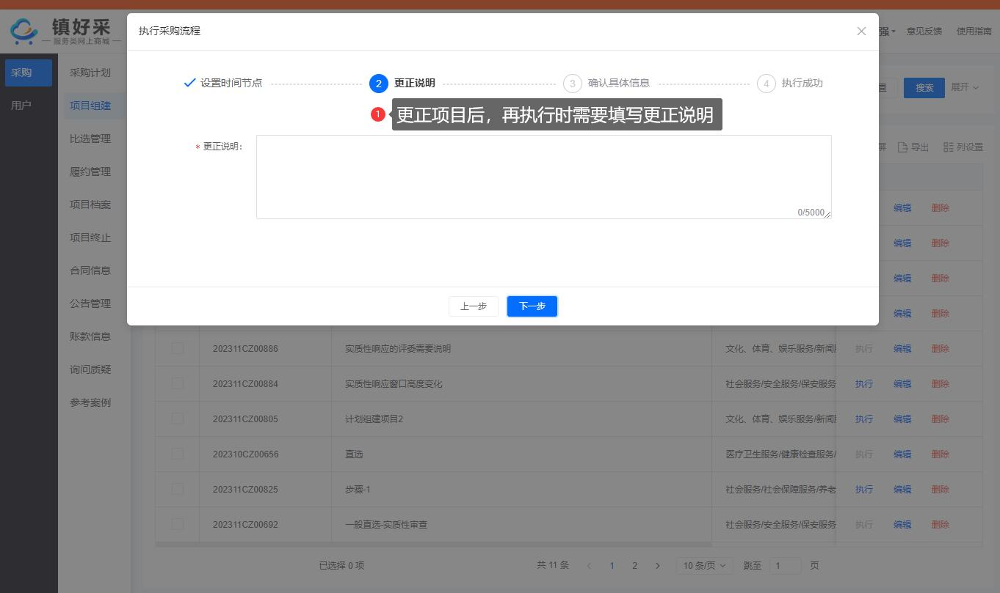 镇好采
服务类网上商城
强
意见反馈
使用指南
执行采购流程
采购
用户
采购计划
项目组建
比选管理
履约管理
项目档案
项目终止
合同信息
公告管理
账款信息
询问质疑
参考案例
设置时间节点
2 更正说明
3 确认具体信息
4 执行成功
1 更正项目后，再执行时需要填写更正说明
* 更正说明：
0/5000
上一步
下一步
置
搜索
展开
屏
导出
列设置
编辑 删除
编辑 删除
编辑 删除
编辑 删除
202311CZ00886 实质性响应的评委需要说明 文化、体育、娱乐服务/新闻 执行 编辑 删除
202311CZ00884 实质性响应窗口高度变化 社会服务/安全服务/保安服务 执行 编辑 删除
202311CZ00805 计划组建项目2 文化、体育、娱乐服务/新闻 执行 编辑 删除
202310CZ00656 直选 医疗卫生服务/健康检查服务/ 执行 编辑 删除
202311CZ00825 步骤-1 社会服务/社会保障服务/养老 执行 编辑 删除
202311CZ00692 一般直选-实质性审查 社会服务/安全服务/保安服务 执行 编辑 删除
已选择 0 项
共 11 条
1
2
10 条/页
跳至 1 页